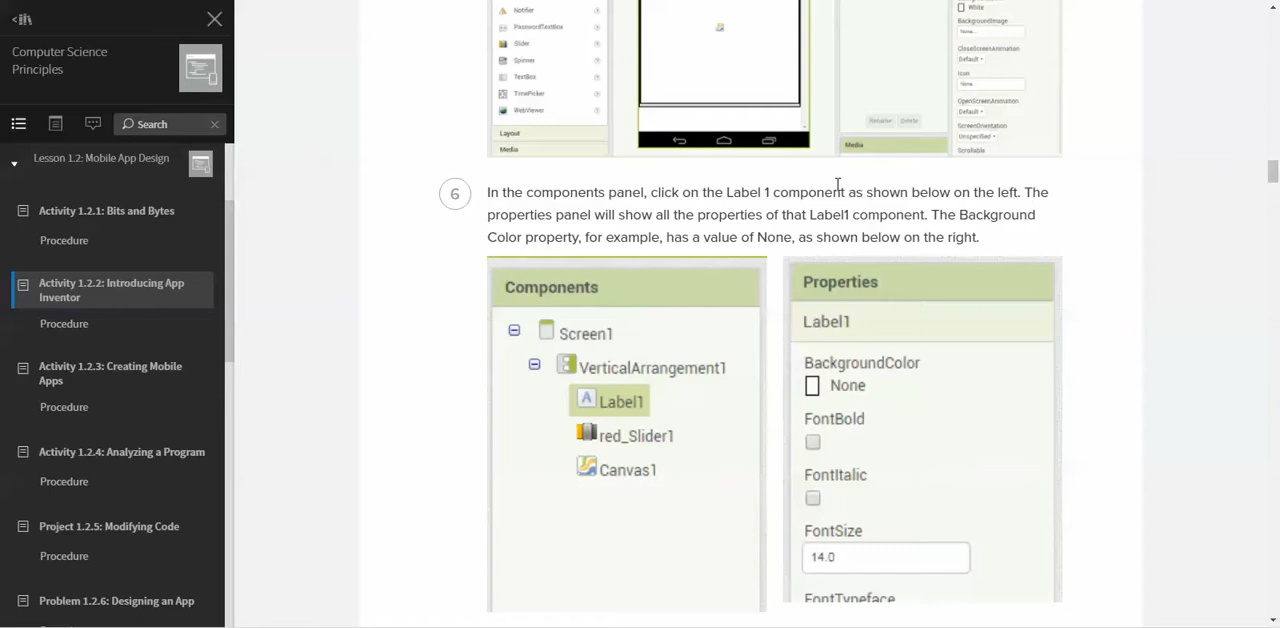 Computer Science
Principles
Search
Lesson 1.2: Mobile App Design
Activity 1.2.1: Bits and Bytes
Procedure
Activity 1.2.2: Introducing App
Inventor
Procedure
Activity 1.2.3: Creating Mobile
Apps
Procedure
Activity 1.2.4: Analyzing a Program
Procedure
Project 1.2.5: Modifying Code
Procedure
Problem 1.2.6: Designing an App
Notifier
PasswordTextBox
Slider
Spinner
TextBox
TimePicker
WebViewer
Layout
Media
Rename Delete
Media
White
BackgroundImage
None...
CloseScreenAnimation
Default
Icon
None...
OpenScreenAnimation
Default
ScreenOrientation
Unspecified
Scrollable
6
In the components panel, click on the Label 1 component as shown below on the left. The
properties panel will show all the properties of that Label1 component. The Background
Color property, for example, has a value of None, as shown below on the right.
Components
Screen1
VerticalArrangement1
A Label1
red_Slider1
Canvas1
Properties
Label1
BackgroundColor
None
FontBold
FontItalic
FontSize
14.0
FontTypeface